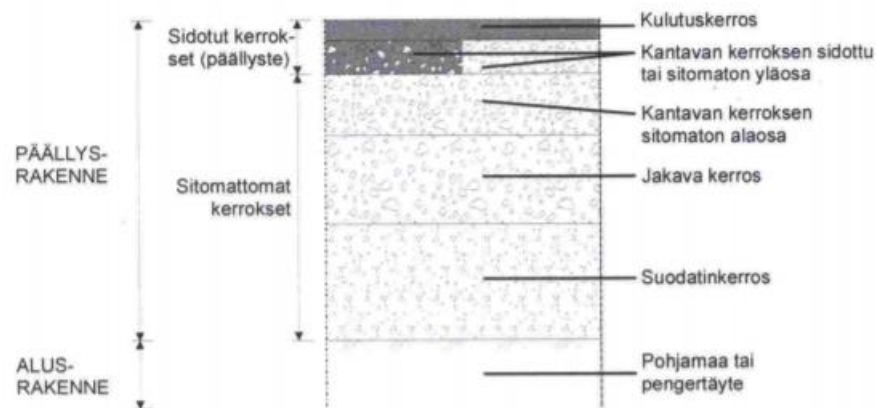 Sidotut kerrok-
set (päällyste)
PÄÄLLYS-
RAKENNE
Sitomattomat
kerrokset
ALUS-
RAKENNE
Kulutuskerros
Kantavan kerroksen sidottu
tai sitomaton yläosa
Kantavan kerroksen
sitomaton alaosa
Jakava kerros
Suodatinkerros
Pohjamaa tai
pengertäyte